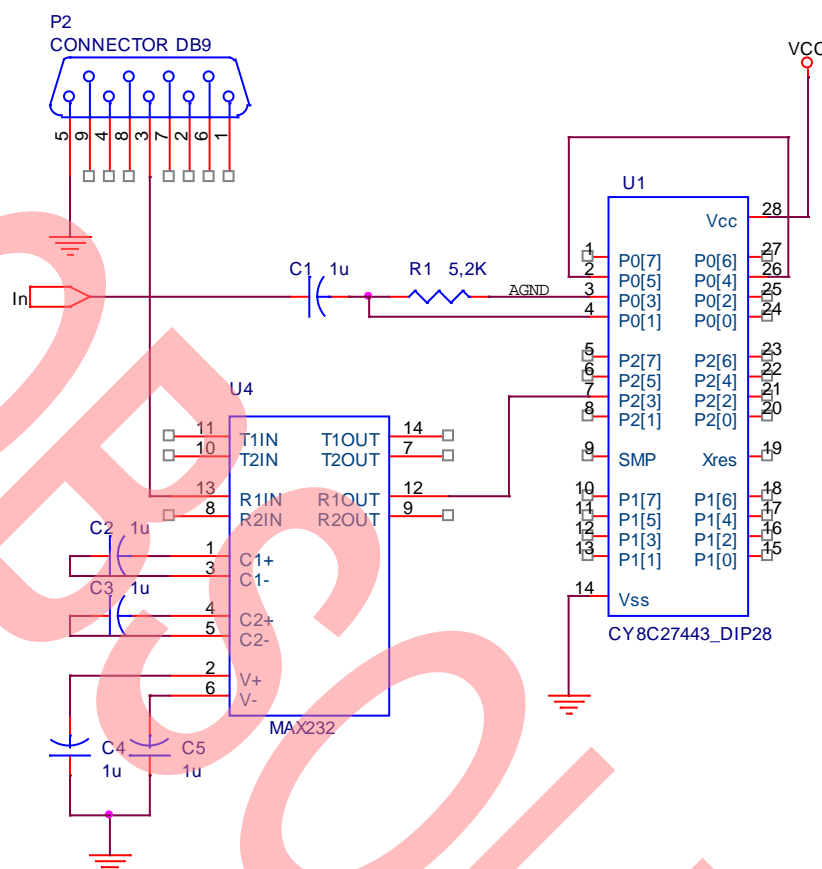 P2
CONNECTOR DB9
5 9 4 8 3 7 2 6 1
VCC
U1
Vcc 28
1 P0[7] P0[6] 27
2 P0[5] P0[4] 26
3 P0[3] P0[2] 25
4 P0[1] P0[0] 24
5 P2[7] P2[6] 23
6 P2[5] P2[4] 22
7 P2[3] P2[2] 21
8 P2[1] P2[0] 20
9 SMP Xres 19
10 P1[7] P1[6] 18
11 P1[5] P1[4] 17
12 P1[3] P1[2] 16
13 P1[1] P1[0] 15
14 Vss
CY8C27443_DIP28
In
C1 1u
R1 5,2K
AGND
U4
11 T1IN T1OUT 14
10 T2IN T2OUT 7
13 R1IN R1OUT 12
8 R2IN R2OUT 9
C2 1u
1 C1+
3 C1-
C3 1u
4 C2+
5 C2-
2 V+
6 V-
MAX232
C4 1u
C5 1u